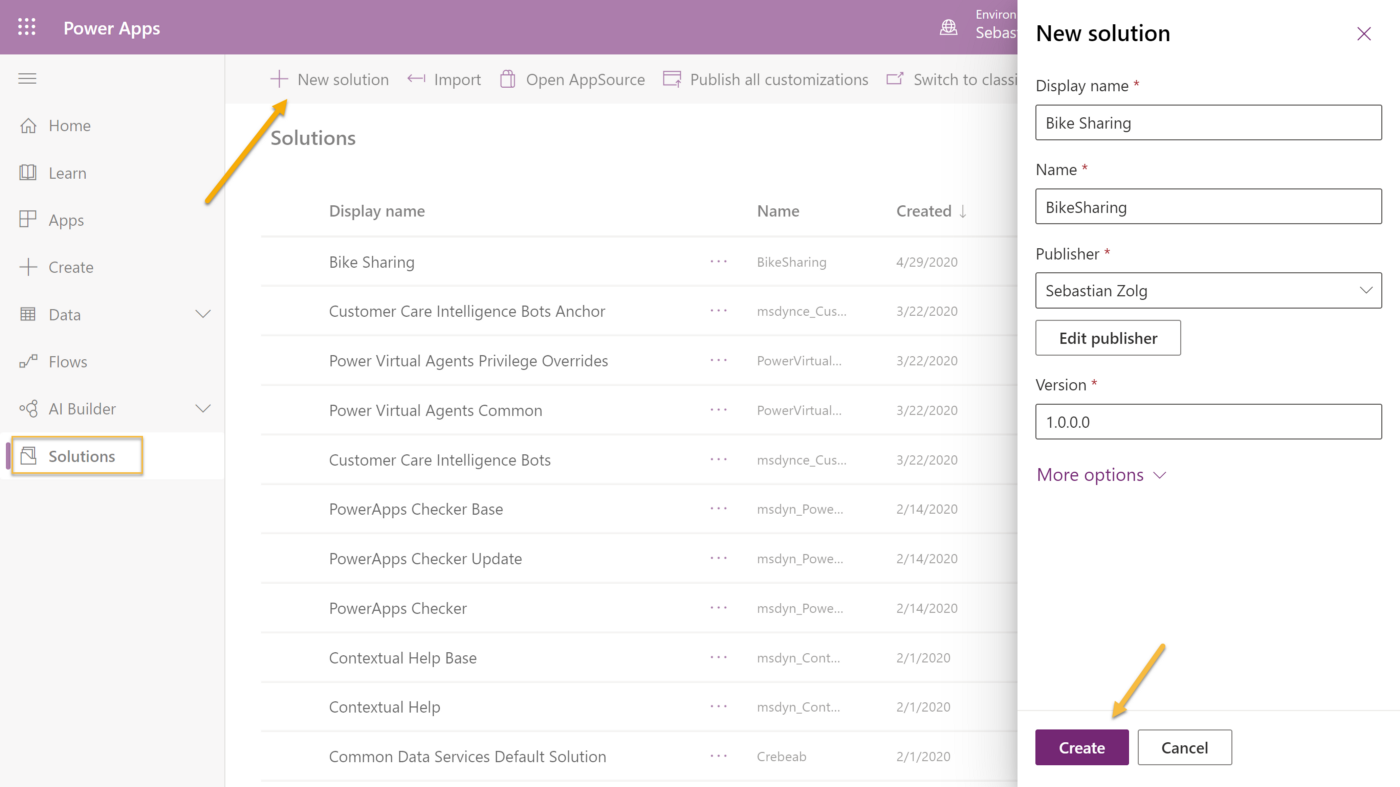 Power Apps
Environ
Sebas
New solution
Import
Open AppSource
Publish all customizations
Switch to classi
Home
Learn
Apps
Create
Data
Flows
AI Builder
Solutions
Solutions
Display name Name Created ↓
Bike Sharing ··· BikeSharing 4/29/2020
Customer Care Intelligence Bots Anchor ··· msdynce_Cus... 3/22/2020
Power Virtual Agents Privilege Overrides ··· PowerVirtual... 3/22/2020
Power Virtual Agents Common ··· PowerVirtual... 3/22/2020
Customer Care Intelligence Bots ··· msdynce_Cus... 3/22/2020
PowerApps Checker Base ··· msdyn_Powe... 2/14/2020
PowerApps Checker Update ··· msdyn_Powe... 2/14/2020
PowerApps Checker ··· msdyn_Powe... 2/14/2020
Contextual Help Base ··· msdyn_Cont... 2/1/2020
Contextual Help ··· msdyn_Cont... 2/1/2020
Common Data Services Default Solution ··· Crebeab 2/1/2020
New solution
Display name *
Bike Sharing
Name *
BikeSharing
Publisher *
Sebastian Zolg
Edit publisher
Version *
1.0.0.0
More options
Create
Cancel